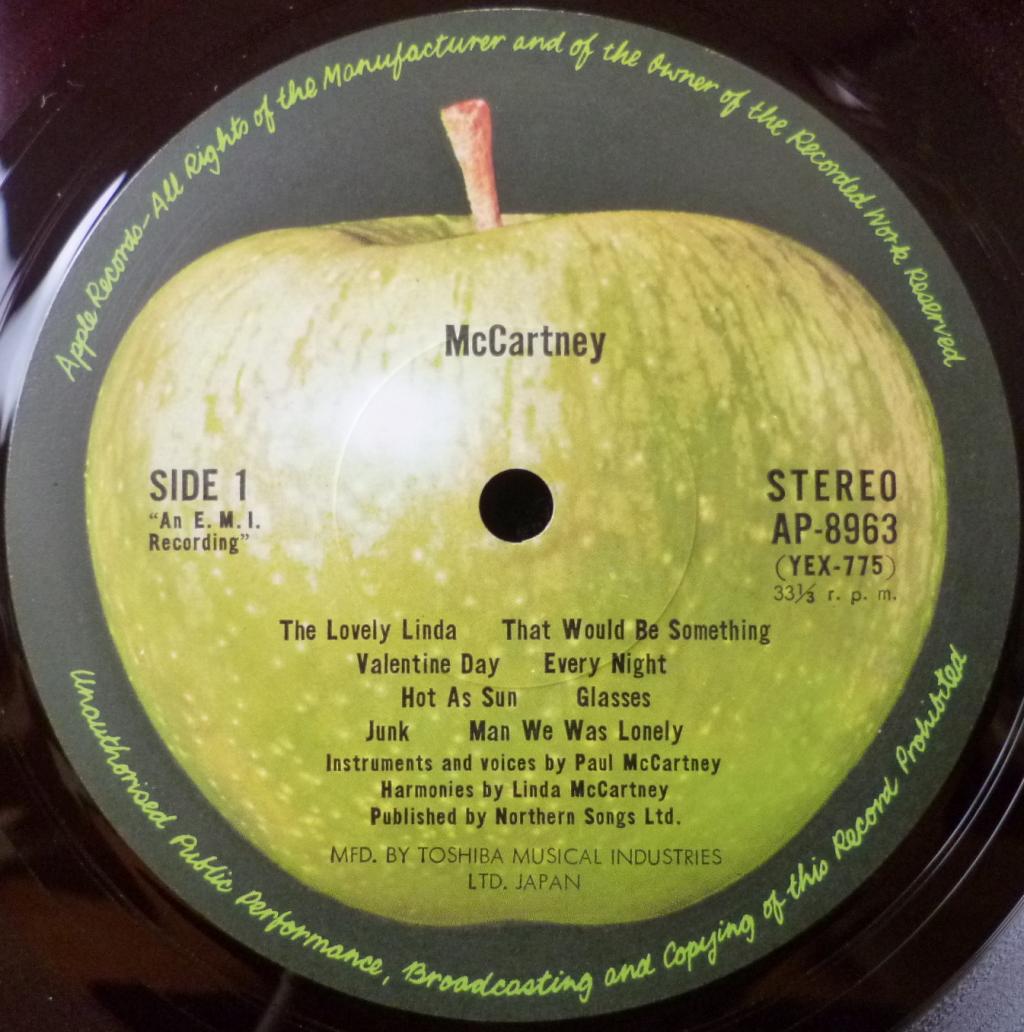 Apple Records-All Rights of the Manufacturer and of the Owner of the Recorded Work Reserved
McCartney
SIDE 1
"An E. M. I.
Recording"
STEREO
AP-8963
(YEX-775)
33⅓ r. p. m.
The Lovely Linda That Would Be Something
Valentine Day Every Night
Hot As Sun Glasses
Junk Man We Was Lonely
Instruments and voices by Paul McCartney
Harmonies by Linda McCartney
Published by Northern Songs Ltd.
MFD. BY TOSHIBA MUSICAL INDUSTRIES
LTD. JAPAN
Unauthorised Public Performance, Broadcasting and Copying of this Record Prohibited